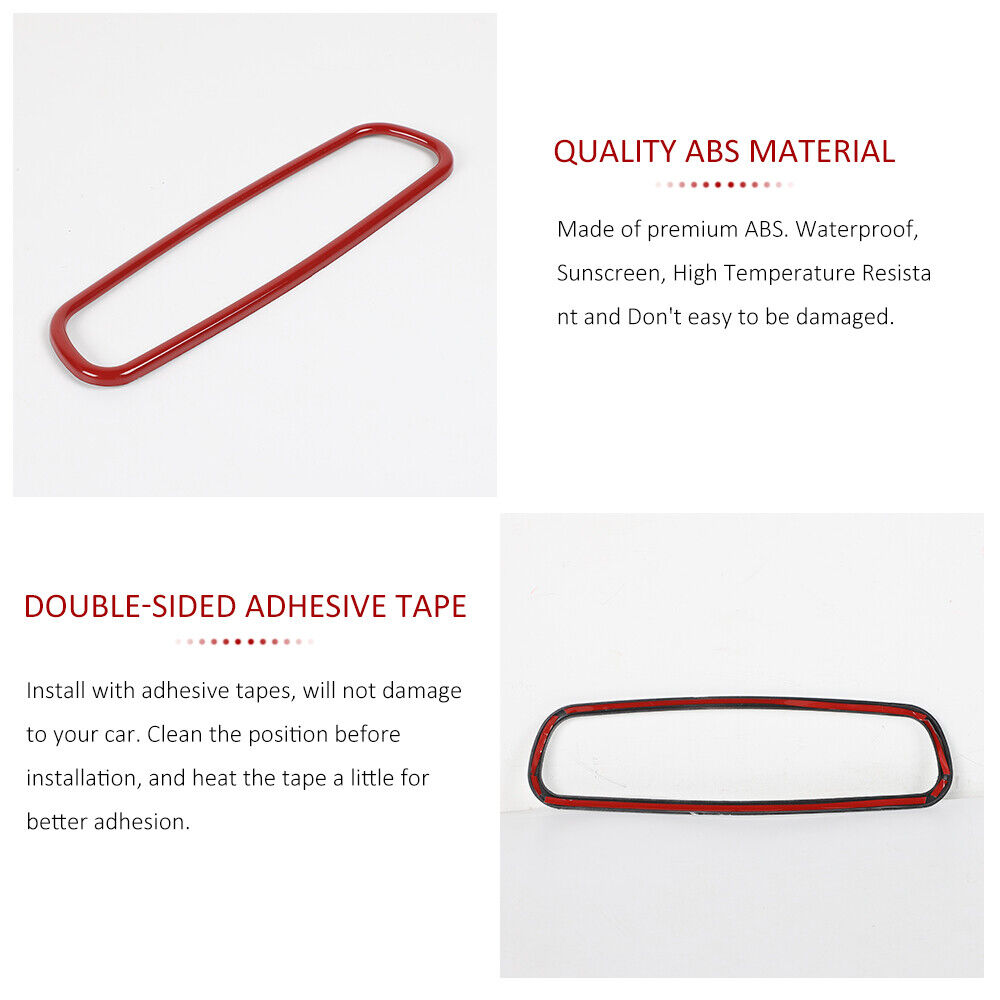 QUALITY ABS MATERIAL
Made of premium ABS. Waterproof,
Sunscreen, High Temperature Resista
nt and Don't easy to be damaged.
DOUBLE-SIDED ADHESIVE TAPE
Install with adhesive tapes, will not damage
to your car. Clean the position before
installation, and heat the tape a little for
better adhesion.